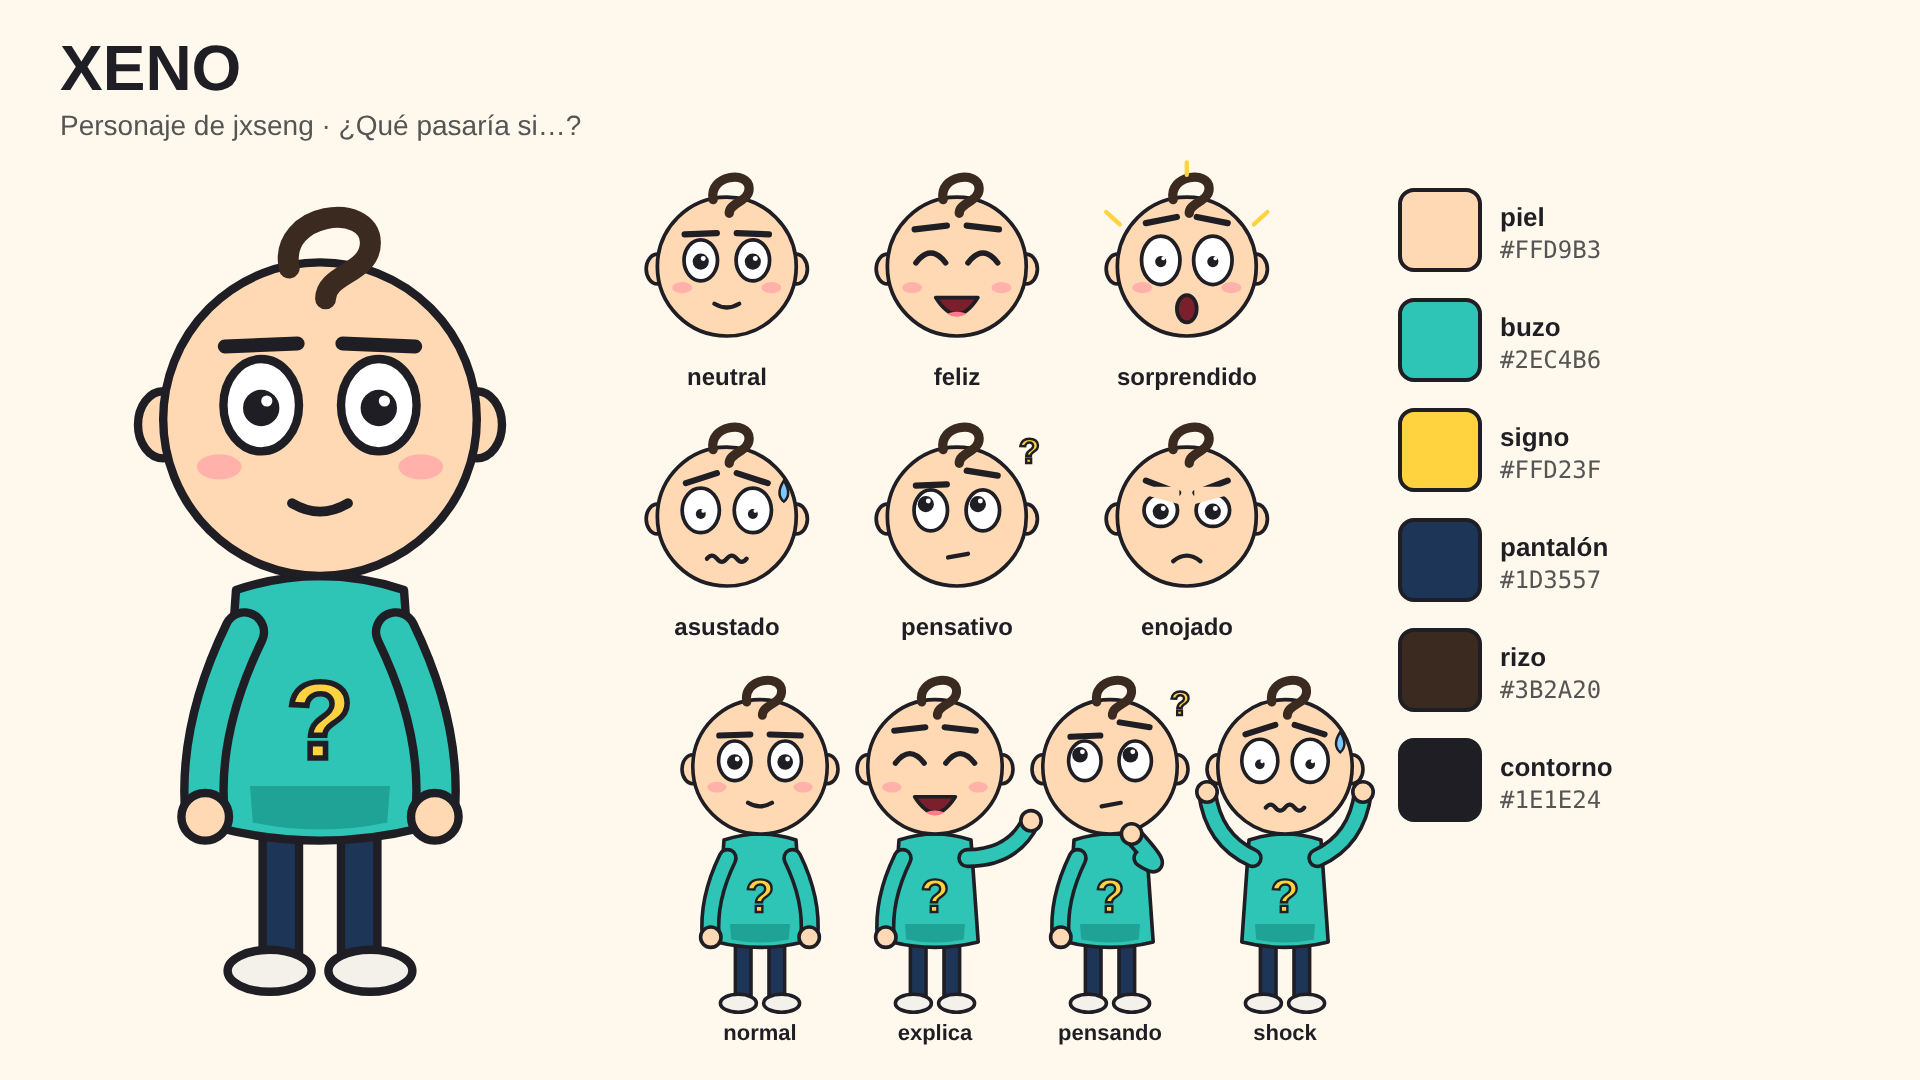 XENO
Personaje de jxseng · ¿Qué pasaría si…?
neutral
feliz
sorprendido
?
asustado
pensativo
enojado
?
?
?
?
?
?
normal
explica
pensando
shock
piel
#FFD9B3
buzo
#2EC4B6
signo
#FFD23F
pantalón
#1D3557
rizo
#3B2A20
contorno
#1E1E24